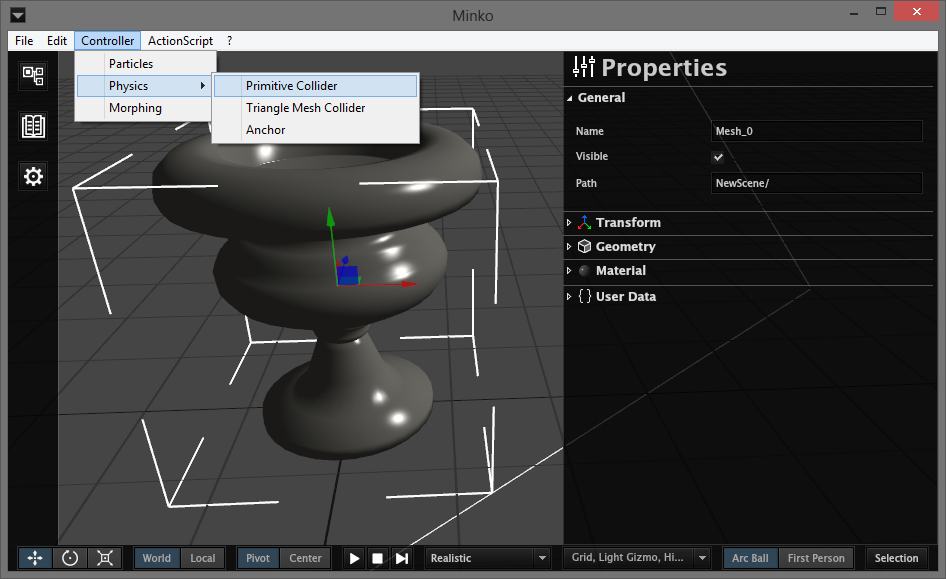 Minko
File Edit Controller ActionScript ?
Particles
Physics
Morphing
Primitive Collider
Triangle Mesh Collider
Anchor
Properties
General
Name Mesh_0
Visible
Path NewScene/
Transform
Geometry
Material
{} User Data
World Local Pivot Center Realistic Grid, Light Gizmo, Hi... Arc Ball First Person Selection